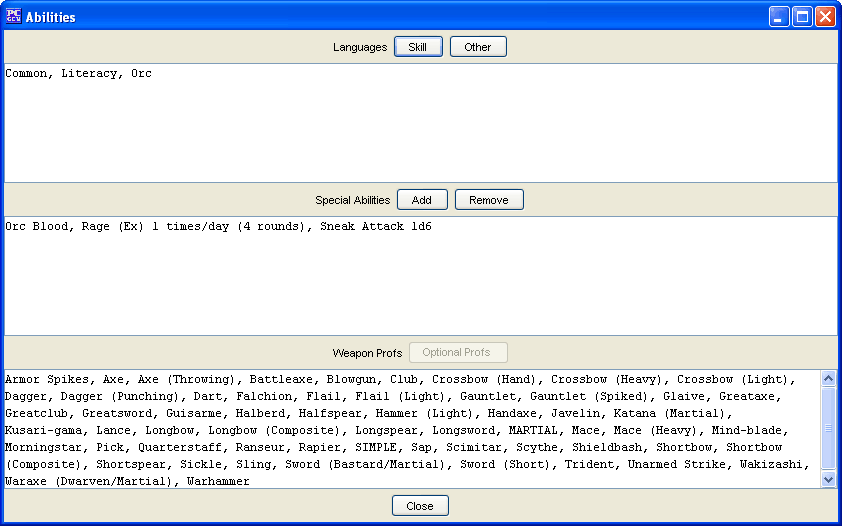 PC GEN Abilities
Languages Skill Other
Common, Literacy, Orc
Special Abilities Add Remove
Orc Blood, Rage (Ex) 1 times/day (4 rounds), Sneak Attack 1d6
Weapon Profs Optional Profs
Armor Spikes, Axe, Axe (Throwing), Battleaxe, Blowgun, Club, Crossbow (Hand), Crossbow (Heavy), Crossbow (Light),
Dagger, Dagger (Punching), Dart, Falchion, Flail, Flail (Light), Gauntlet, Gauntlet (Spiked), Glaive, Greataxe,
Greatclub, Greatsword, Guisarme, Halberd, Halfspear, Hammer (Light), Handaxe, Javelin, Katana (Martial),
Kusari-gama, Lance, Longbow, Longbow (Composite), Longspear, Longsword, MARTIAL, Mace, Mace (Heavy), Mind-blade,
Morningstar, Pick, Quarterstaff, Ranseur, Rapier, SIMPLE, Sap, Scimitar, Scythe, Shieldbash, Shortbow, Shortbow
(Composite), Shortspear, Sickle, Sling, Sword (Bastard/Martial), Sword (Short), Trident, Unarmed Strike, Wakizashi,
Waraxe (Dwarven/Martial), Warhammer
Close